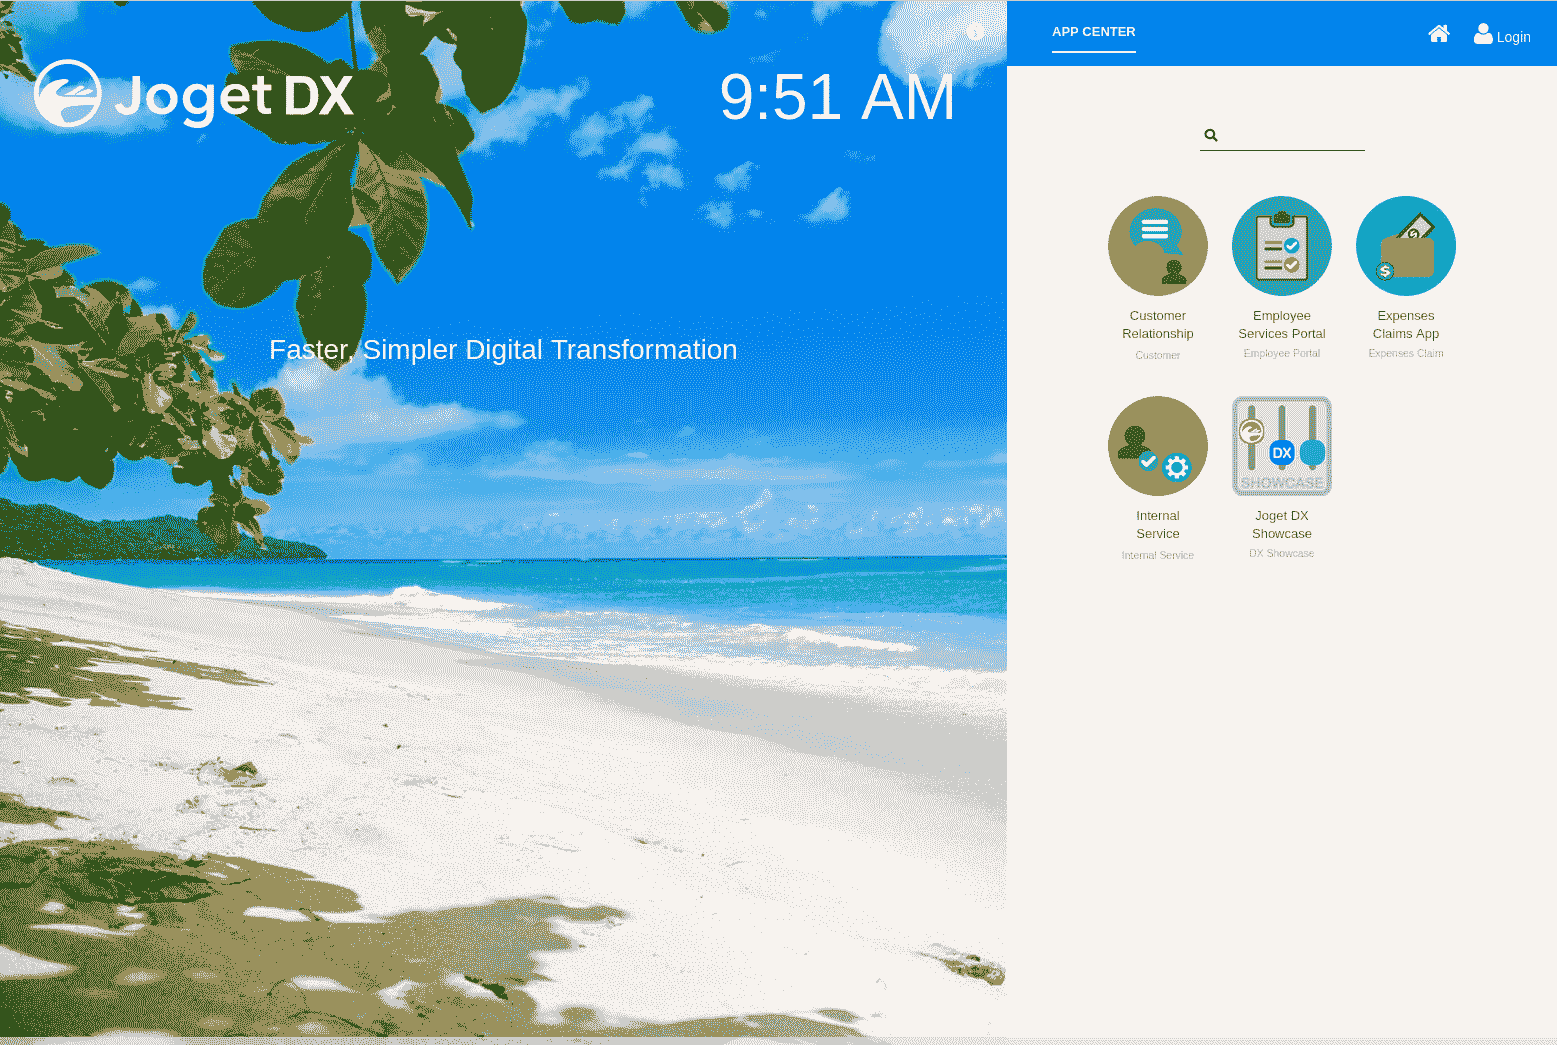 Joget DX
9:51 AM
Faster, Simpler Digital Transformation
APP CENTER
Login
Customer
Relationship
Customer
Employee
Services Portal
Employee Portal
Expenses
Claims App
Expenses Claim
Internal
Service
Internal Service
DX
SHOWCASE
Joget DX
Showcase
DX Showcase